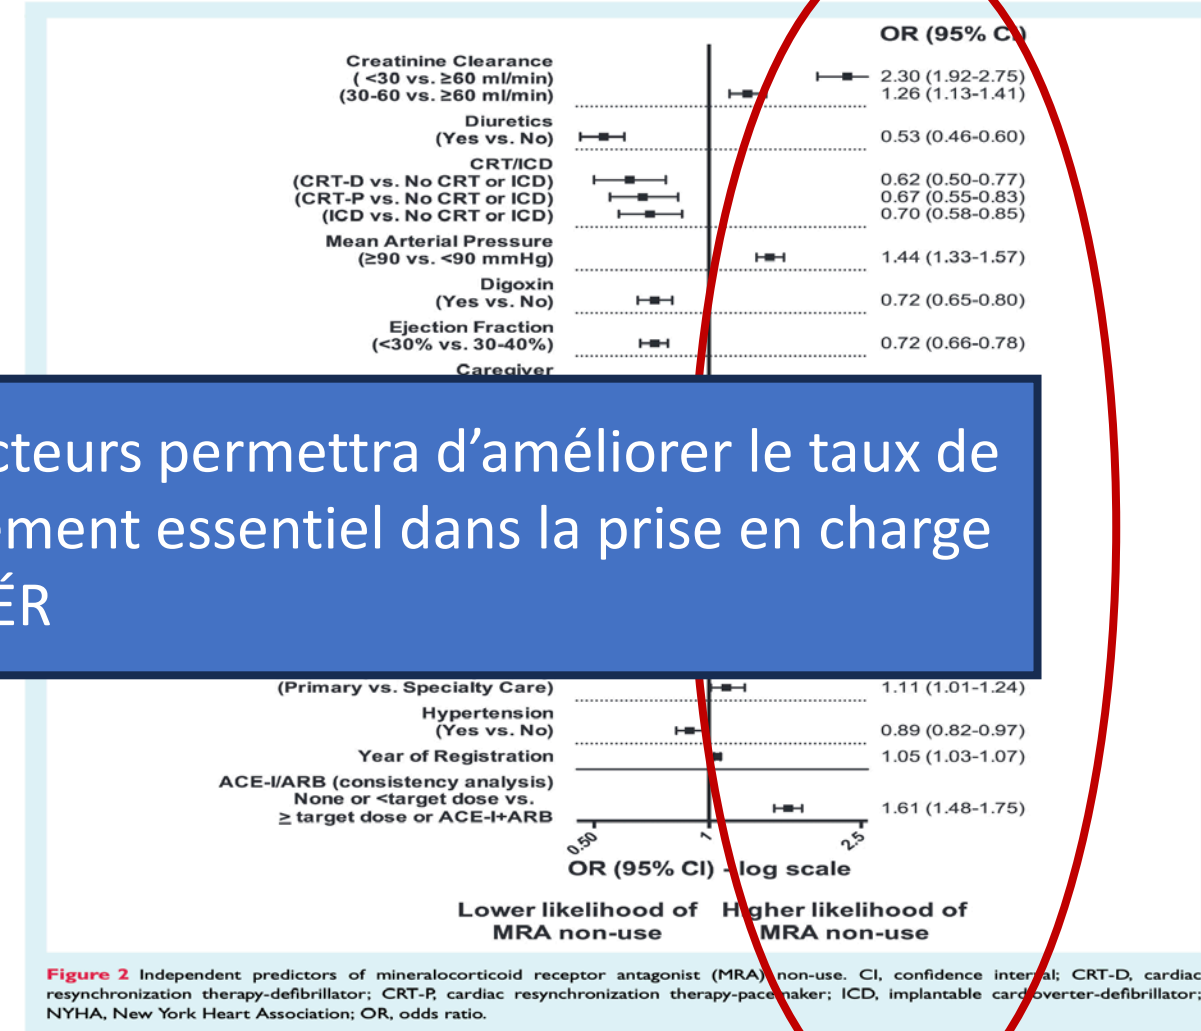 OR (95% CI)
Creatinine Clearance
( <30 vs. ≥60 ml/min) 2.30 (1.92-2.75)
(30-60 vs. ≥60 ml/min) 1.26 (1.13-1.41)
Diuretics
(Yes vs. No) 0.53 (0.46-0.60)
CRT/ICD
(CRT-D vs. No CRT or ICD) 0.62 (0.50-0.77)
(CRT-P vs. No CRT or ICD) 0.67 (0.55-0.83)
(ICD vs. No CRT or ICD) 0.70 (0.58-0.85)
Mean Arterial Pressure
(≥90 vs. <90 mmHg) 1.44 (1.33-1.57)
Digoxin
(Yes vs. No) 0.72 (0.65-0.80)
Ejection Fraction
(<30% vs. 30-40%) 0.72 (0.66-0.78)
Caregiver
cteurs permettra d'améliorer le taux de
ement essentiel dans la prise en charge
ÉR
(Primary vs. Specialty Care) 1.11 (1.01-1.24)
Hypertension
(Yes vs. No) 0.89 (0.82-0.97)
Year of Registration 1.05 (1.03-1.07)
ACE-I/ARB (consistency analysis)
None or <target dose vs.
≥ target dose or ACE-I+ARB 1.61 (1.48-1.75)
0.50 1 2.5
OR (95% CI) - log scale
Lower likelihood of Higher likelihood of
MRA non-use MRA non-use
Figure 2 Independent predictors of mineralocorticoid receptor antagonist (MRA) non-use. CI, confidence interval; CRT-D, cardiac
resynchronization therapy-defibrillator; CRT-P, cardiac resynchronization therapy-pacemaker; ICD, implantable cardioverter-defibrillator;
NYHA, New York Heart Association; OR, odds ratio.